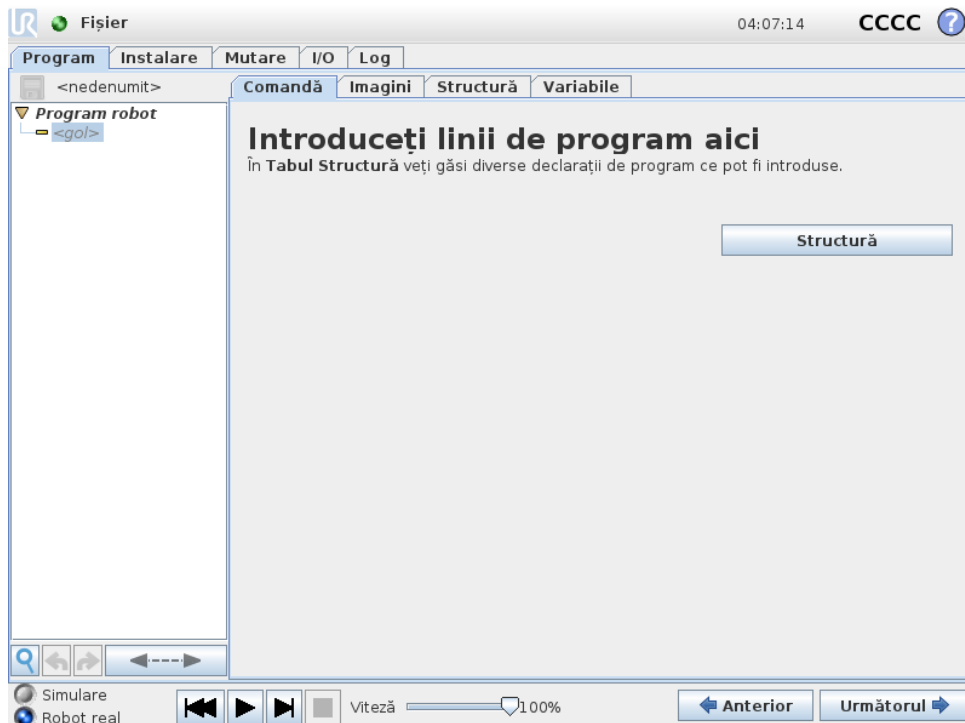 UR Fișier 04:07:14 CCCC ?
Program Instalare Mutare I/O Log
<nedenumit>
Comandă Imagini Structură Variabile
Program robot
<gol>
Introduceți linii de program aici
În Tabul Structură veți găsi diverse declarații de program ce pot fi introduse.
Structură
Simulare
Robot real
Viteză 100%
Anterior Următorul